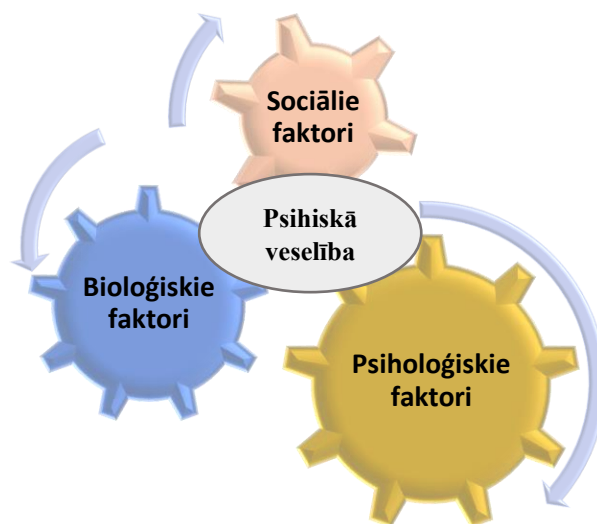 Sociālie
faktori
Psihiskā
veselība
Bioloģiskie
faktori
Psiholoģiskie
faktori